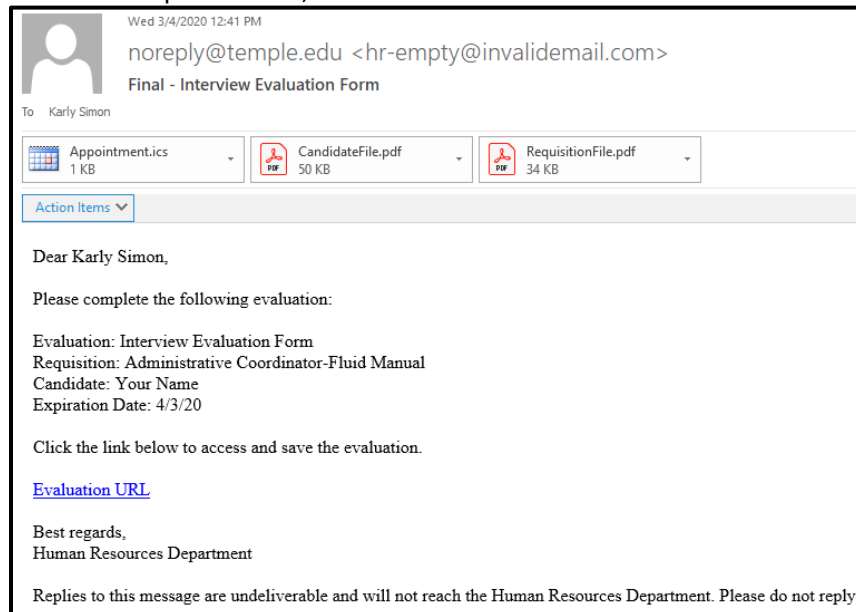 Wed 3/4/2020 12:41 PM
noreply@temple.edu <hr-empty@invalidemail.com>
Final - Interview Evaluation Form
To Karly Simon
Appointment.ics
1 KB
PDF
CandidateFile.pdf
50 KB
PDF
RequisitionFile.pdf
34 KB
Action Items
Dear Karly Simon,
Please complete the following evaluation:
Evaluation: Interview Evaluation Form
Requisition: Administrative Coordinator-Fluid Manual
Candidate: Your Name
Expiration Date: 4/3/20
Click the link below to access and save the evaluation.
Evaluation URL
Best regards,
Human Resources Department
Replies to this message are undeliverable and will not reach the Human Resources Department. Please do not reply